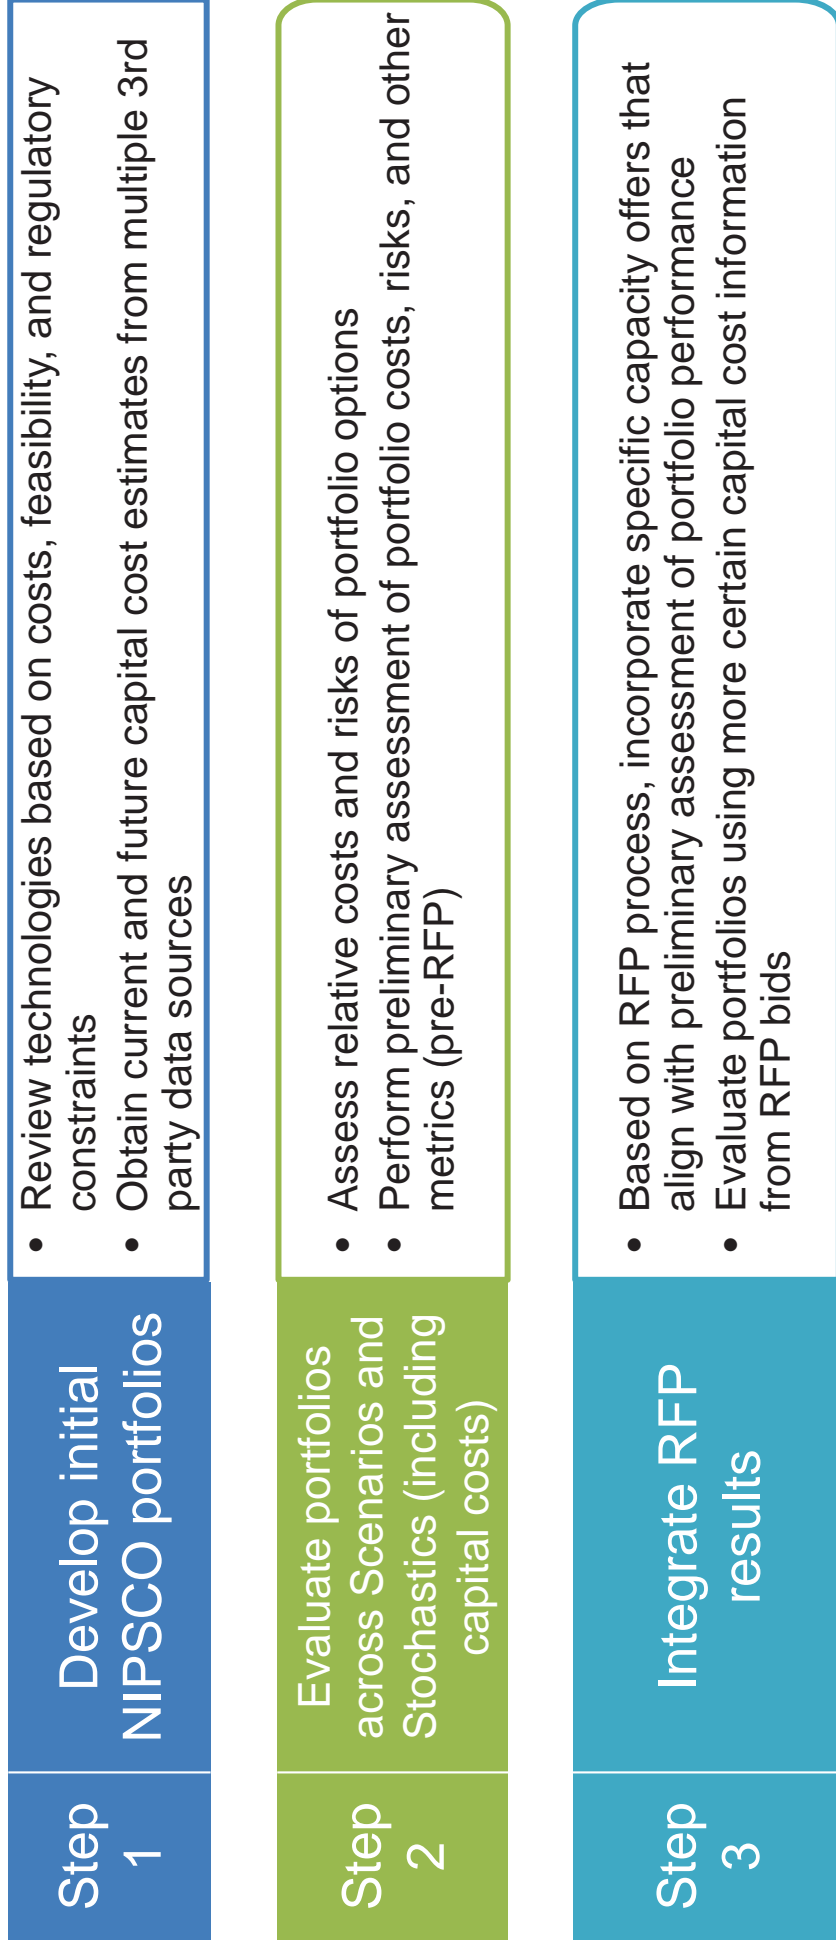 Step
1
Develop initial
NIPSCO portfolios
• Review technologies based on costs, feasibility, and regulatory
constraints
• Obtain current and future capital cost estimates from multiple 3rd
party data sources
Step
2
Evaluate portfolios
across Scenarios and
Stochastics (including
capital costs)
• Assess relative costs and risks of portfolio options
• Perform preliminary assessment of portfolio costs, risks, and other
metrics (pre-RFP)
Step
3
Integrate RFP
results
• Based on RFP process, incorporate specific capacity offers that
align with preliminary assessment of portfolio performance
• Evaluate portfolios using more certain capital cost information
from RFP bids